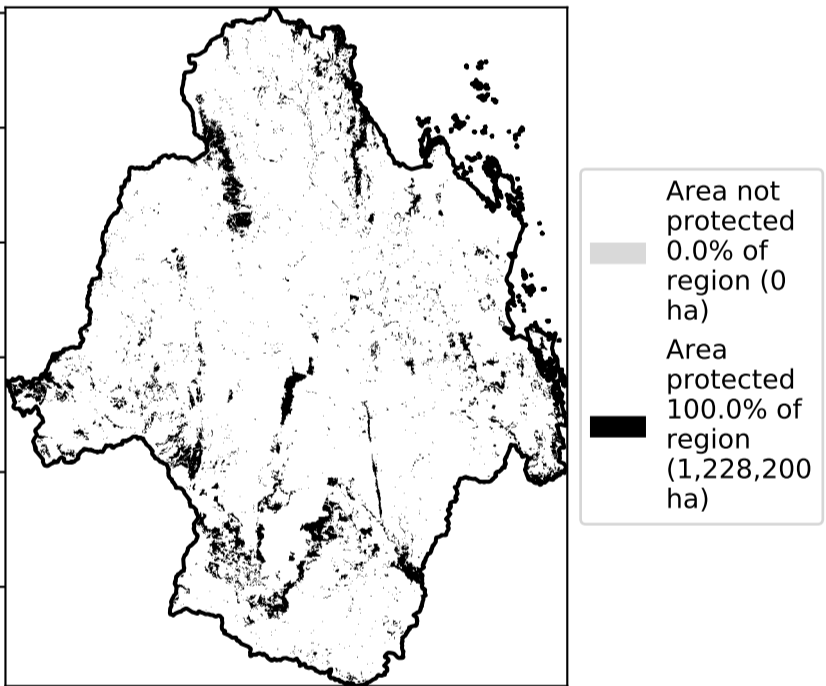 Area not
protected
0.0% of
region (0
ha)
Area
protected
100.0% of
region
(1,228,200
ha)